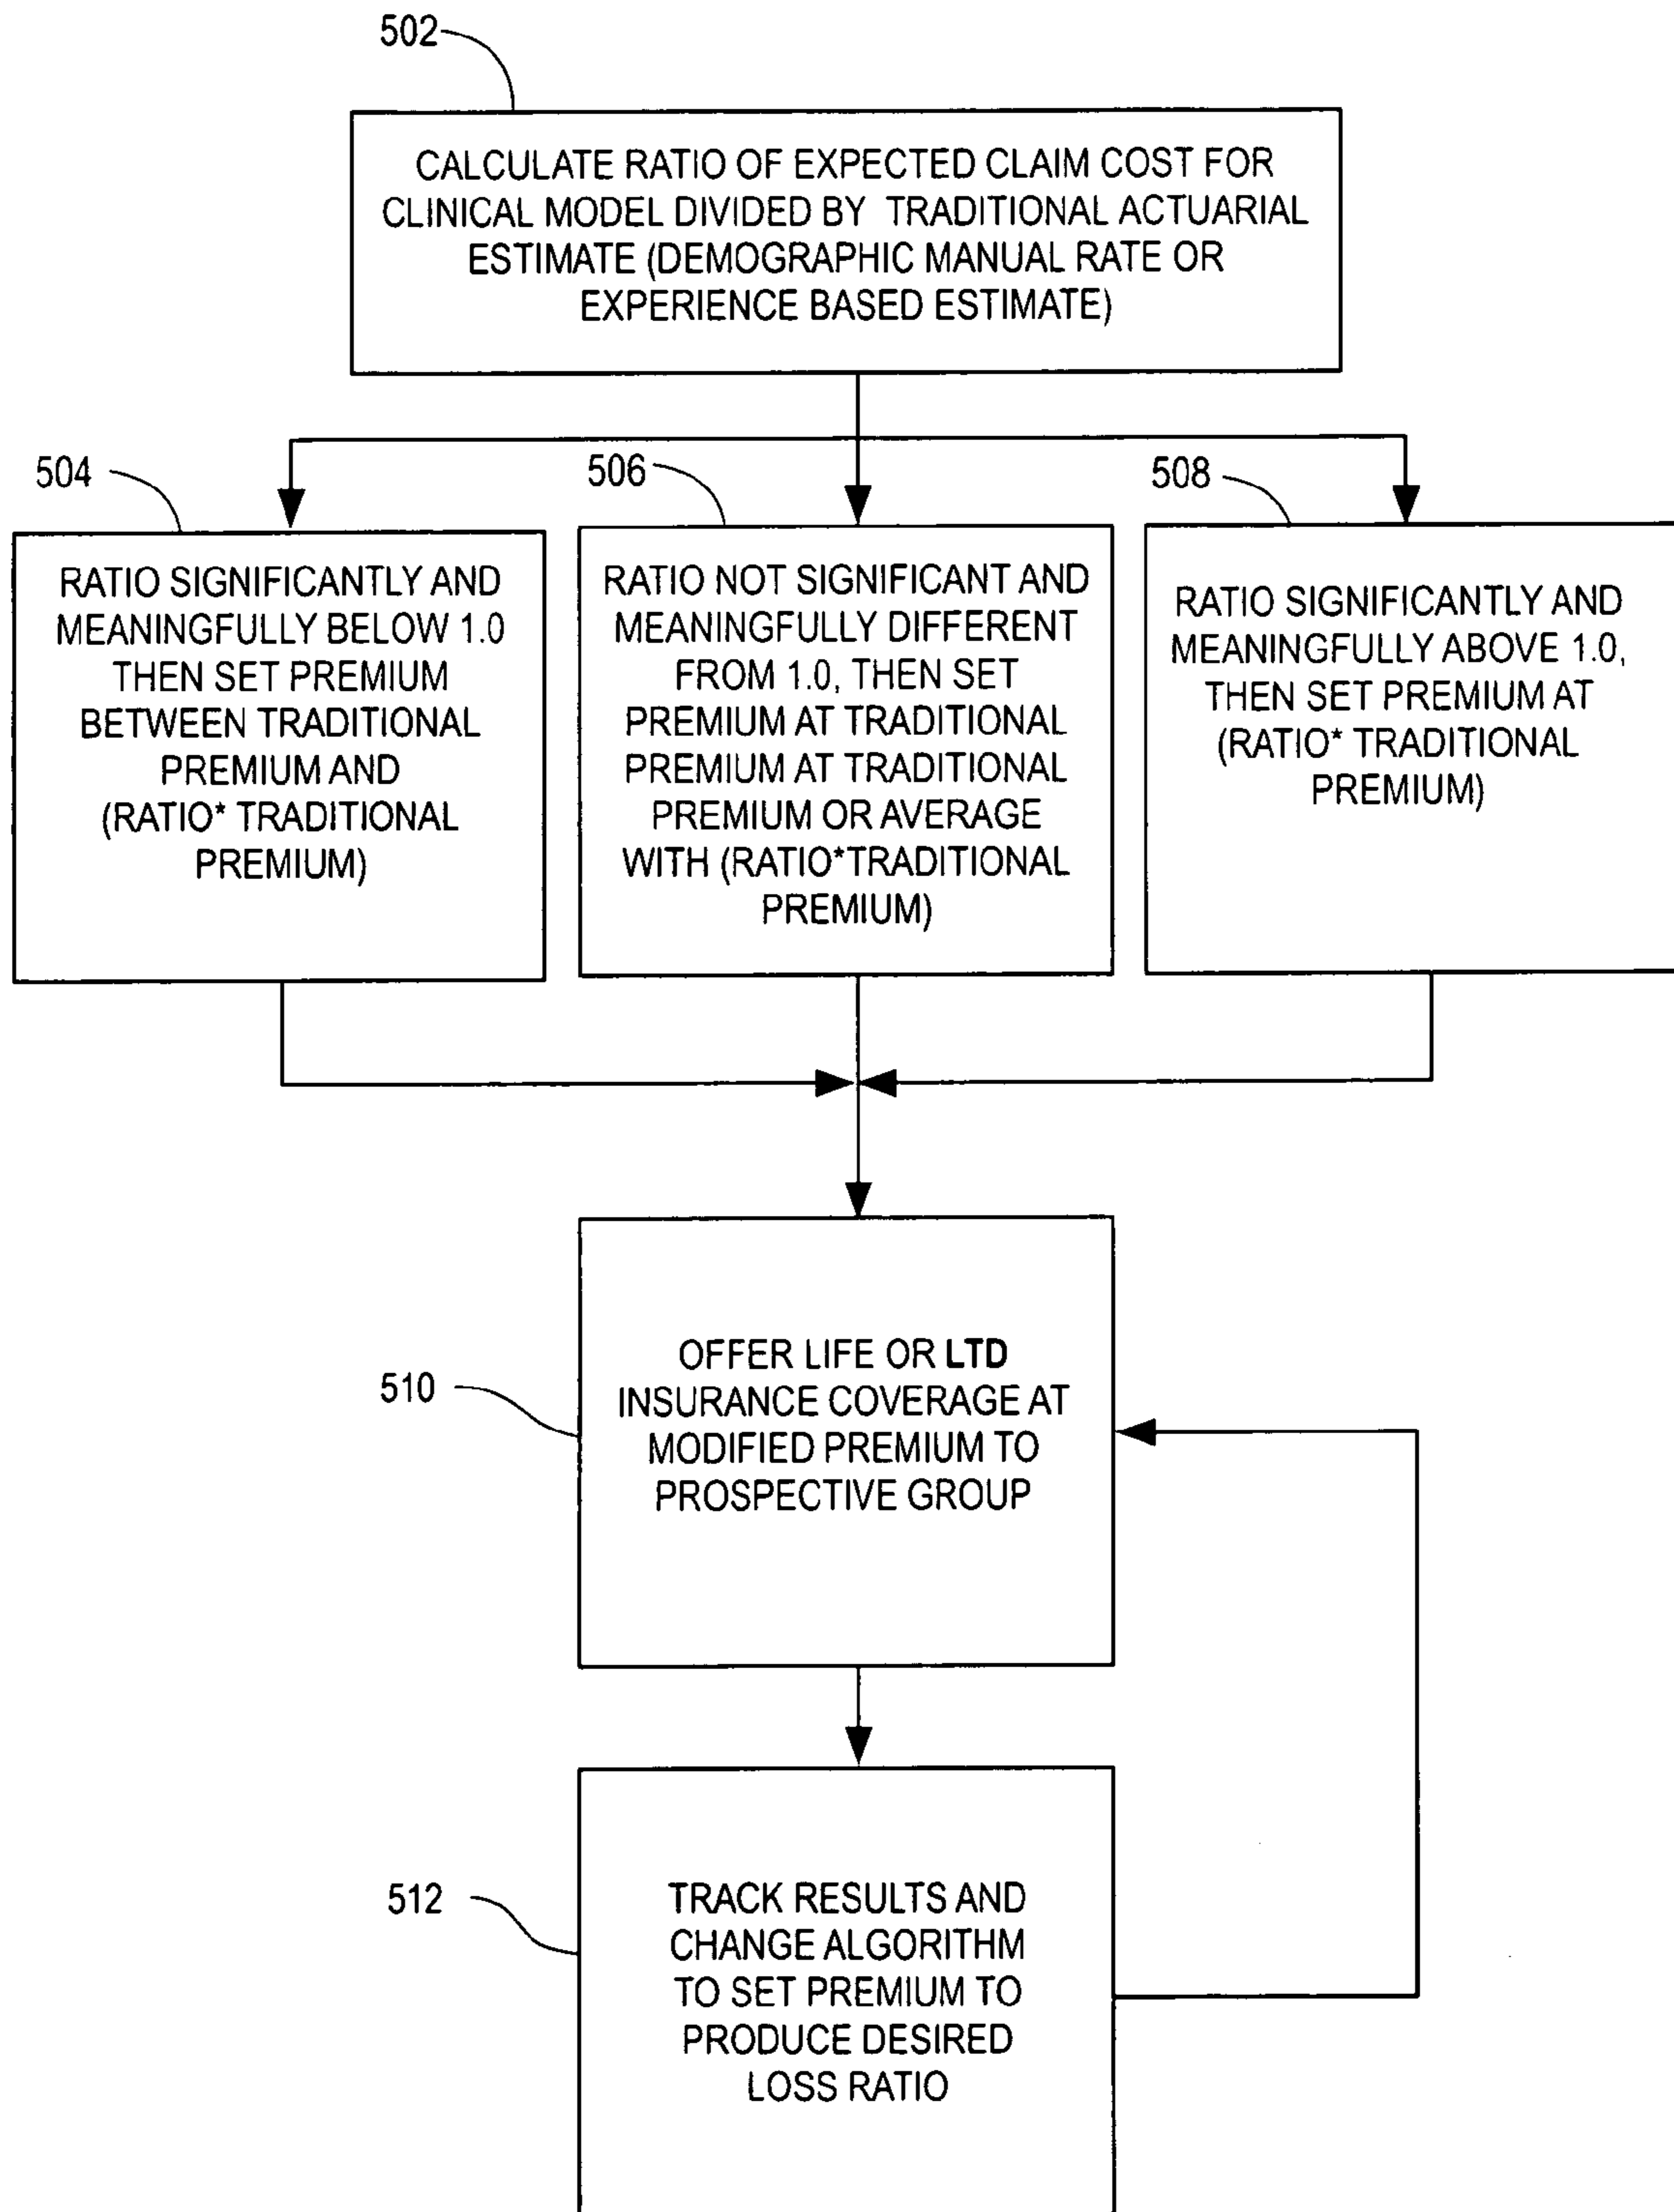 502
CALCULATE RATIO OF EXPECTED CLAIM COST FOR
CLINICAL MODEL DIVIDED BY TRADITIONAL ACTUARIAL
ESTIMATE (DEMOGRAPHIC MANUAL RATE OR
EXPERIENCE BASED ESTIMATE)
504
RATIO SIGNIFICANTLY AND
MEANINGFULLY BELOW 1.0
THEN SET PREMIUM
BETWEEN TRADITIONAL
PREMIUM AND
(RATIO* TRADITIONAL
PREMIUM)
506
RATIO NOT SIGNIFICANT AND
MEANINGFULLY DIFFERENT
FROM 1.0, THEN SET
PREMIUM AT TRADITIONAL
PREMIUM AT TRADITIONAL
PREMIUM OR AVERAGE
WITH (RATIO*TRADITIONAL
PREMIUM)
508
RATIO SIGNIFICANTLY AND
MEANINGFULLY ABOVE 1.0,
THEN SET PREMIUM AT
(RATIO* TRADITIONAL
PREMIUM)
510
OFFER LIFE OR LTD
INSURANCE COVERAGE AT
MODIFIED PREMIUM TO
PROSPECTIVE GROUP
512
TRACK RESULTS AND
CHANGE ALGORITHM
TO SET PREMIUM TO
PRODUCE DESIRED
LOSS RATIO